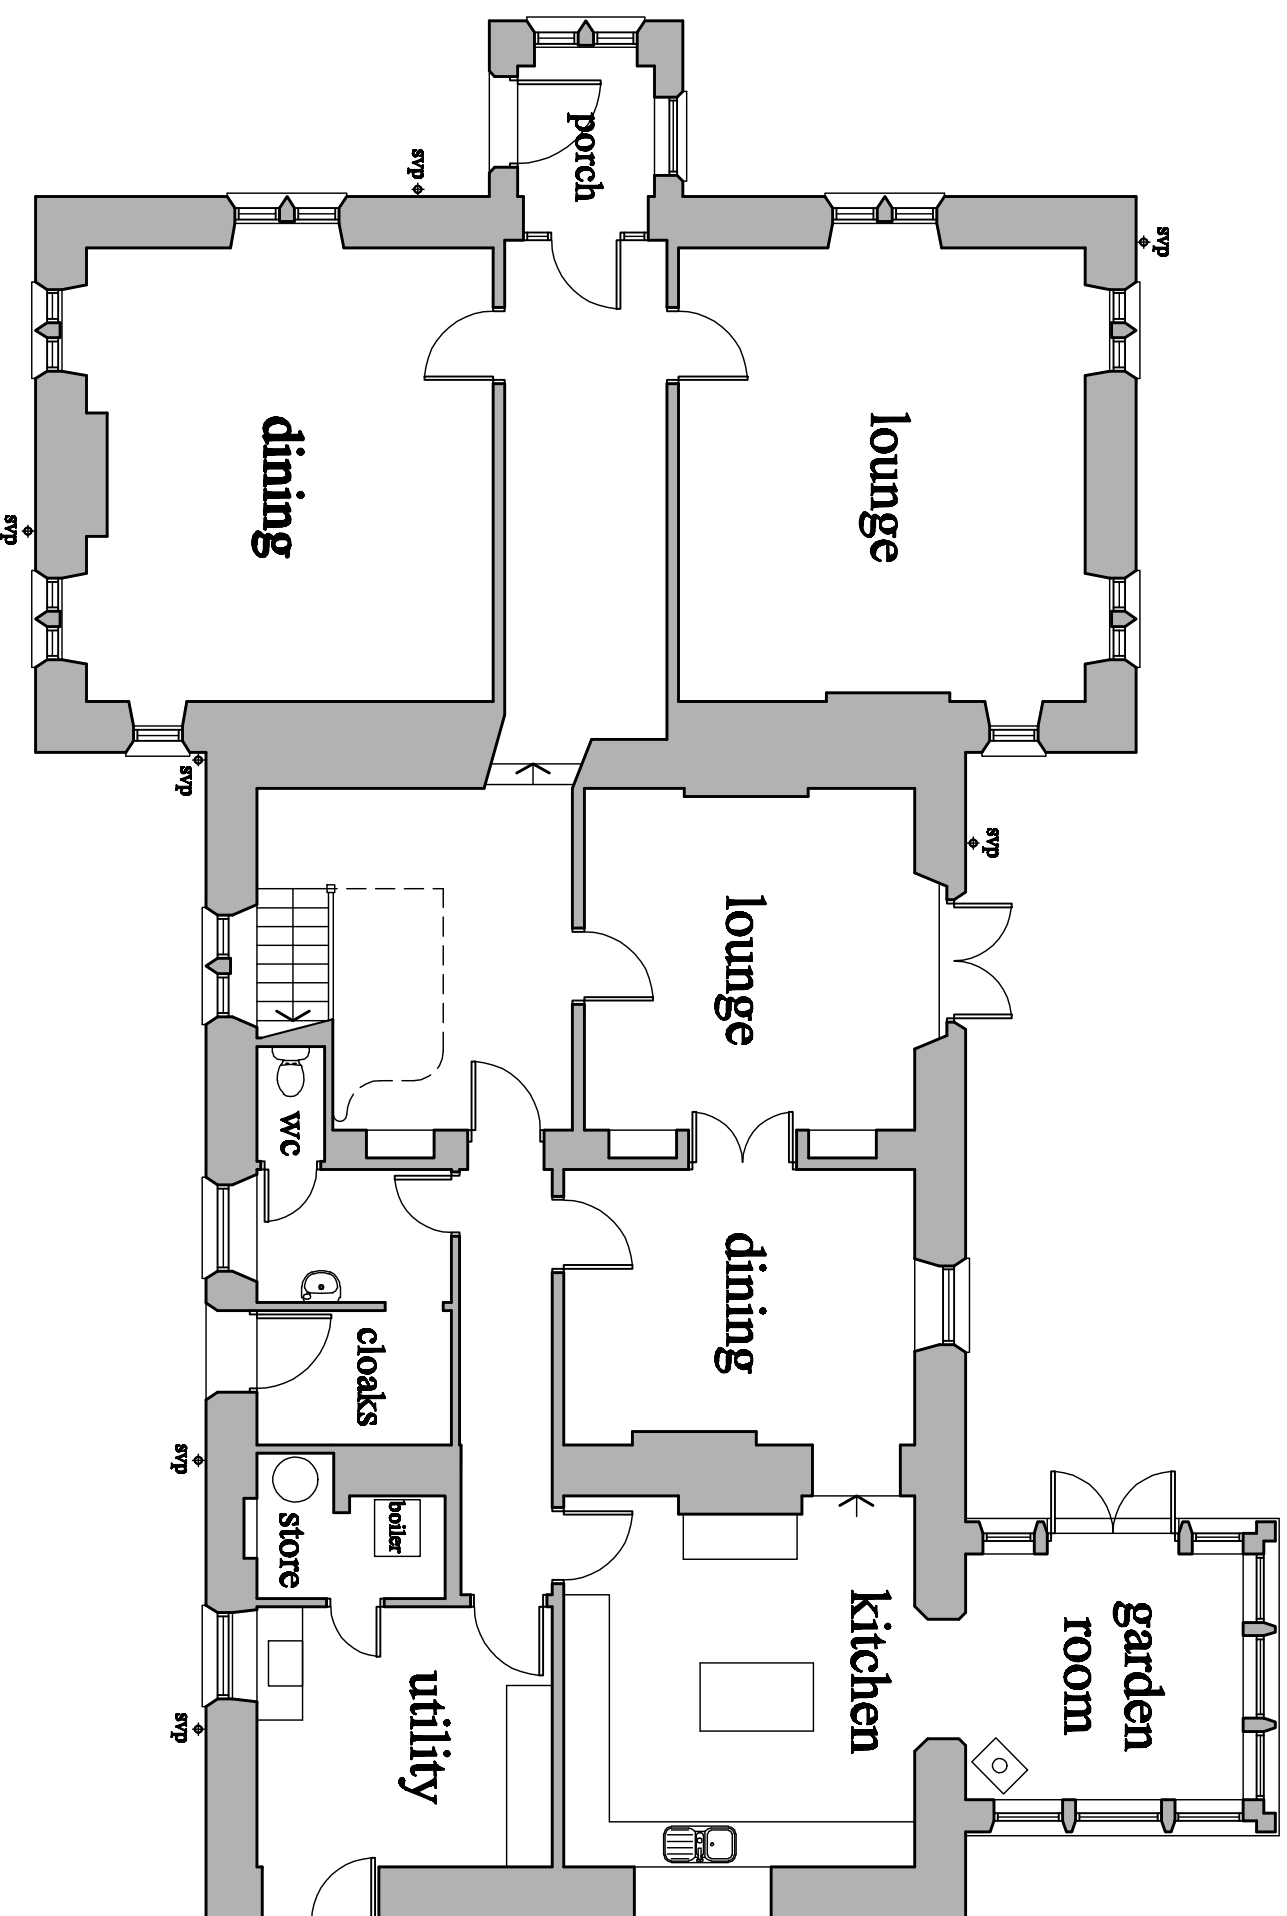 porch
svp
svp
lounge
dining
svp
svp
svp
lounge
wc
dining
cloaks
svp
boiler
store
kitchen
garden
room
utility
svp